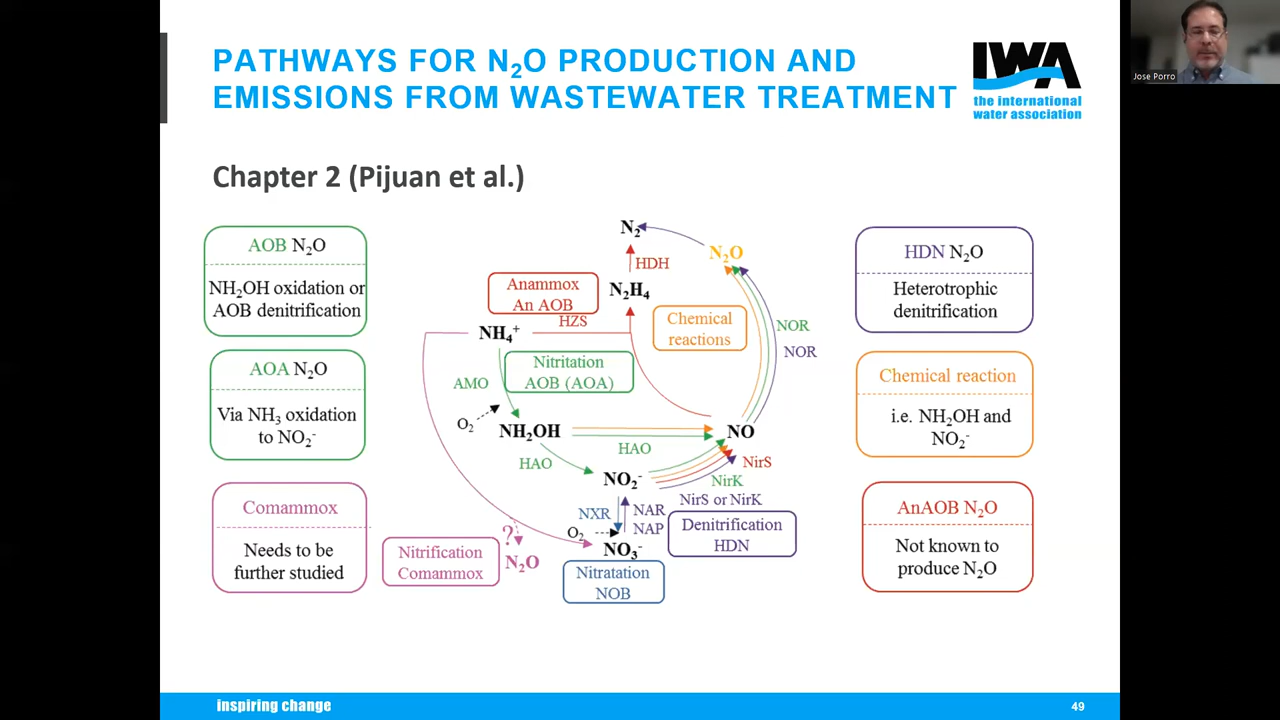 PATHWAYS FOR N₂O PRODUCTION AND
EMISSIONS FROM WASTEWATER TREATMENT
IWA
the international
water association
Jose Porro
Chapter 2 (Pijuan et al.)
AOB N₂O
NH₂OH oxidation or
AOB denitrification
AOA N₂O
Via NH₃ oxidation
to NO₂⁻
Comammox
Needs to be
further studied
N₂
N₂O
HDH
Anammox
An AOB
N₂H₄
HZS
Chemical
reactions
NH₄⁺
NOR
NOR
Nitritation
AOB (AOA)
AMO
O₂
NH₂OH
NO
HAO
HAO
NirS
NO₂⁻
NirK
NirS or NirK
NXR
NAR
NAP
Denitrification
HDN
O₂
?
NO₃⁻
Nitrification
Comammox
N₂O
Nitratation
NOB
HDN N₂O
Heterotrophic
denitrification
Chemical reaction
i.e. NH₂OH and
NO₂⁻
AnAOB N₂O
Not known to
produce N₂O
inspiring change
49